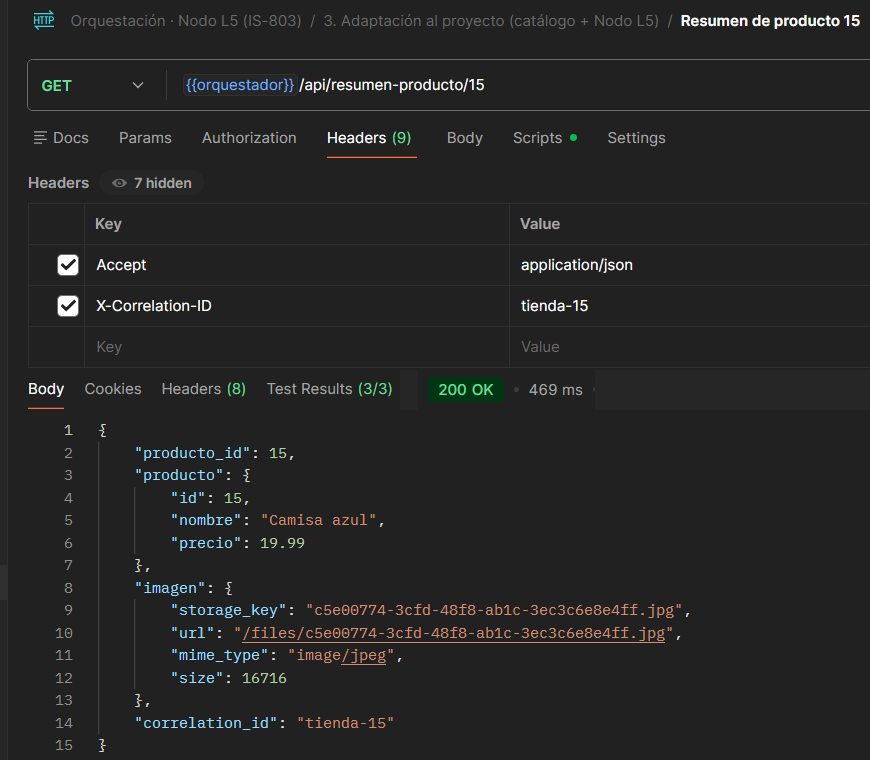 HTTP Orquestación · Nodo L5 (IS-803) / 3. Adaptación al proyecto (catálogo + Nodo L5) / Resumen de producto 15
GET {{orquestador}} /api/resumen-producto/15
Docs Params Authorization Headers (9) Body Scripts Settings
Headers 7 hidden
Key Value
Accept application/json
X-Correlation-ID tienda-15
Key Value
Body Cookies Headers (8) Test Results (3/3) 200 OK • 469 ms
1 {
2 "producto_id": 15,
3 "producto": {
4 "id": 15,
5 "nombre": "Camisa azul",
6 "precio": 19.99
7 },
8 "imagen": {
9 "storage_key": "c5e00774-3cfd-48f8-ab1c-3ec3c6e8e4ff.jpg",
10 "url": "/files/c5e00774-3cfd-48f8-ab1c-3ec3c6e8e4ff.jpg",
11 "mime_type": "image/jpeg",
12 "size": 16716
13 },
14 "correlation_id": "tienda-15"
15 }